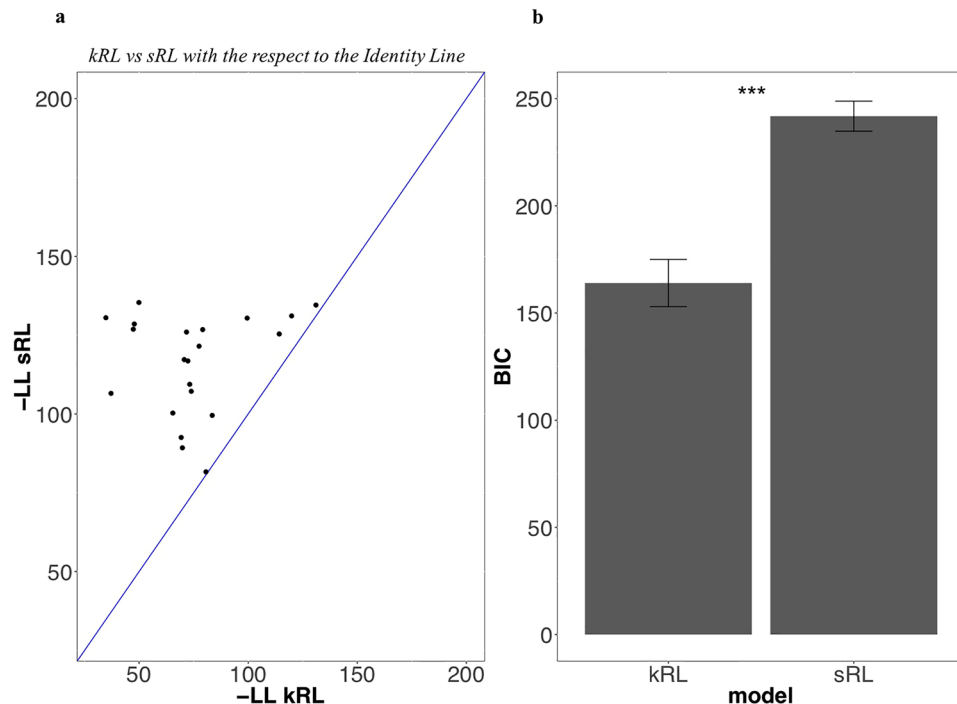 a
kRL vs sRL with the respect to the Identity Line
200
150
100
50
−LL sRL
50 100 150 200
−LL kRL
b
***
250
200
150
100
50
0
BIC
kRL sRL
model